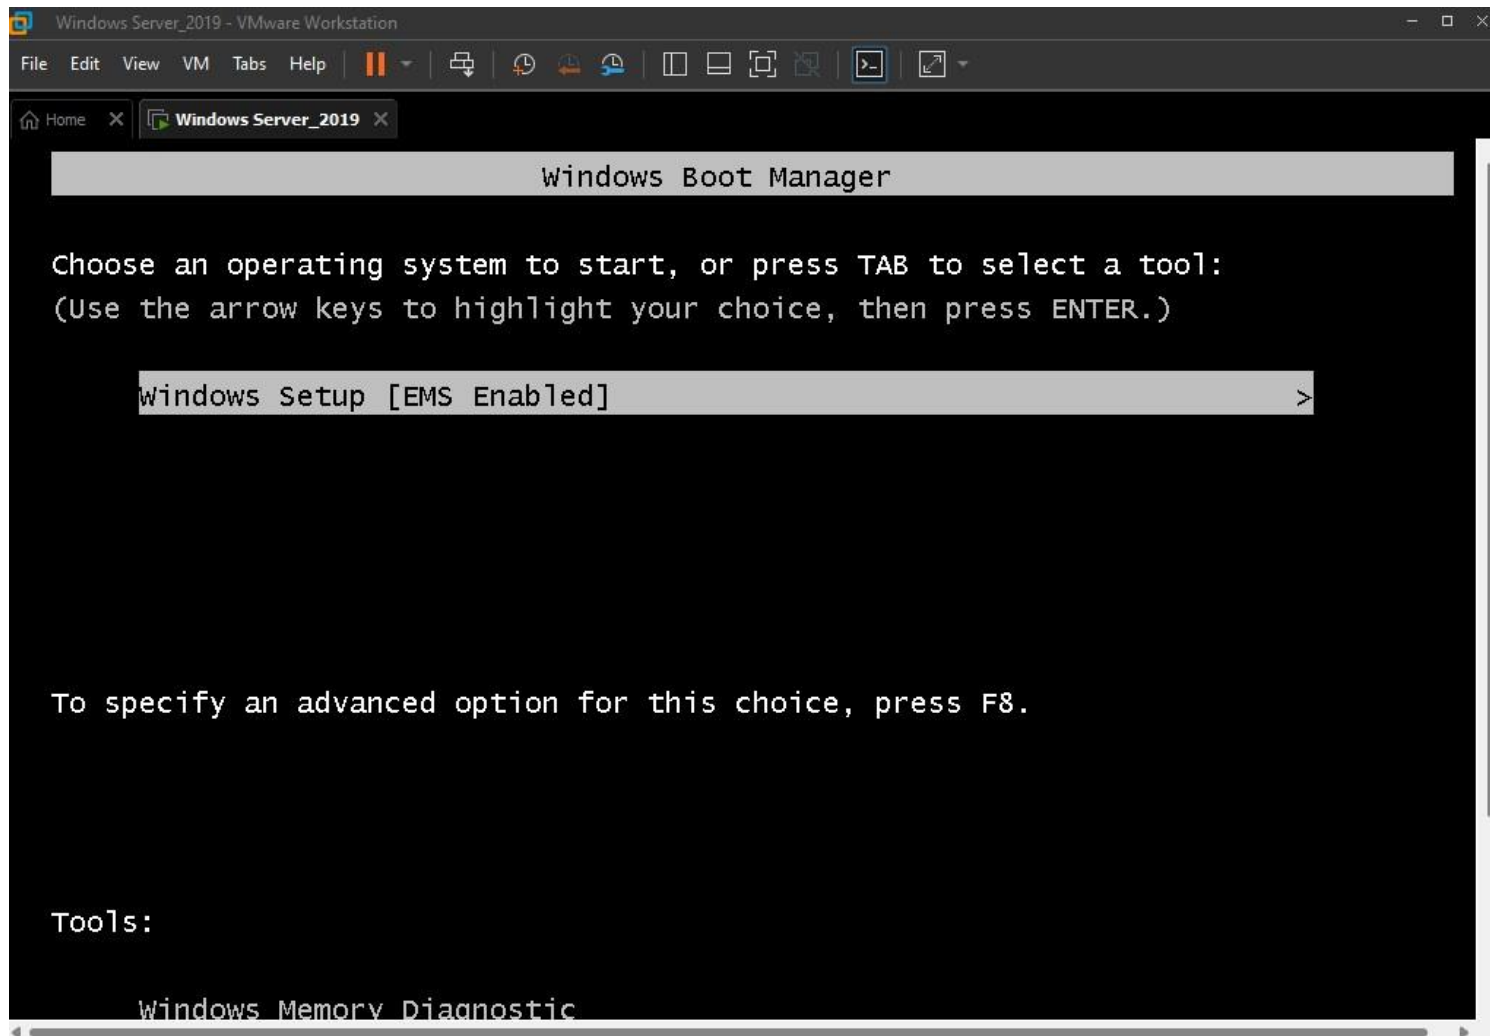 Windows Server_2019 - VMware Workstation
File Edit View VM Tabs Help
Home Windows Server_2019
Windows Boot Manager
Choose an operating system to start, or press TAB to select a tool:
(Use the arrow keys to highlight your choice, then press ENTER.)
Windows Setup [EMS Enabled] >
To specify an advanced option for this choice, press F8.
Tools:
Windows Memory Diagnostic